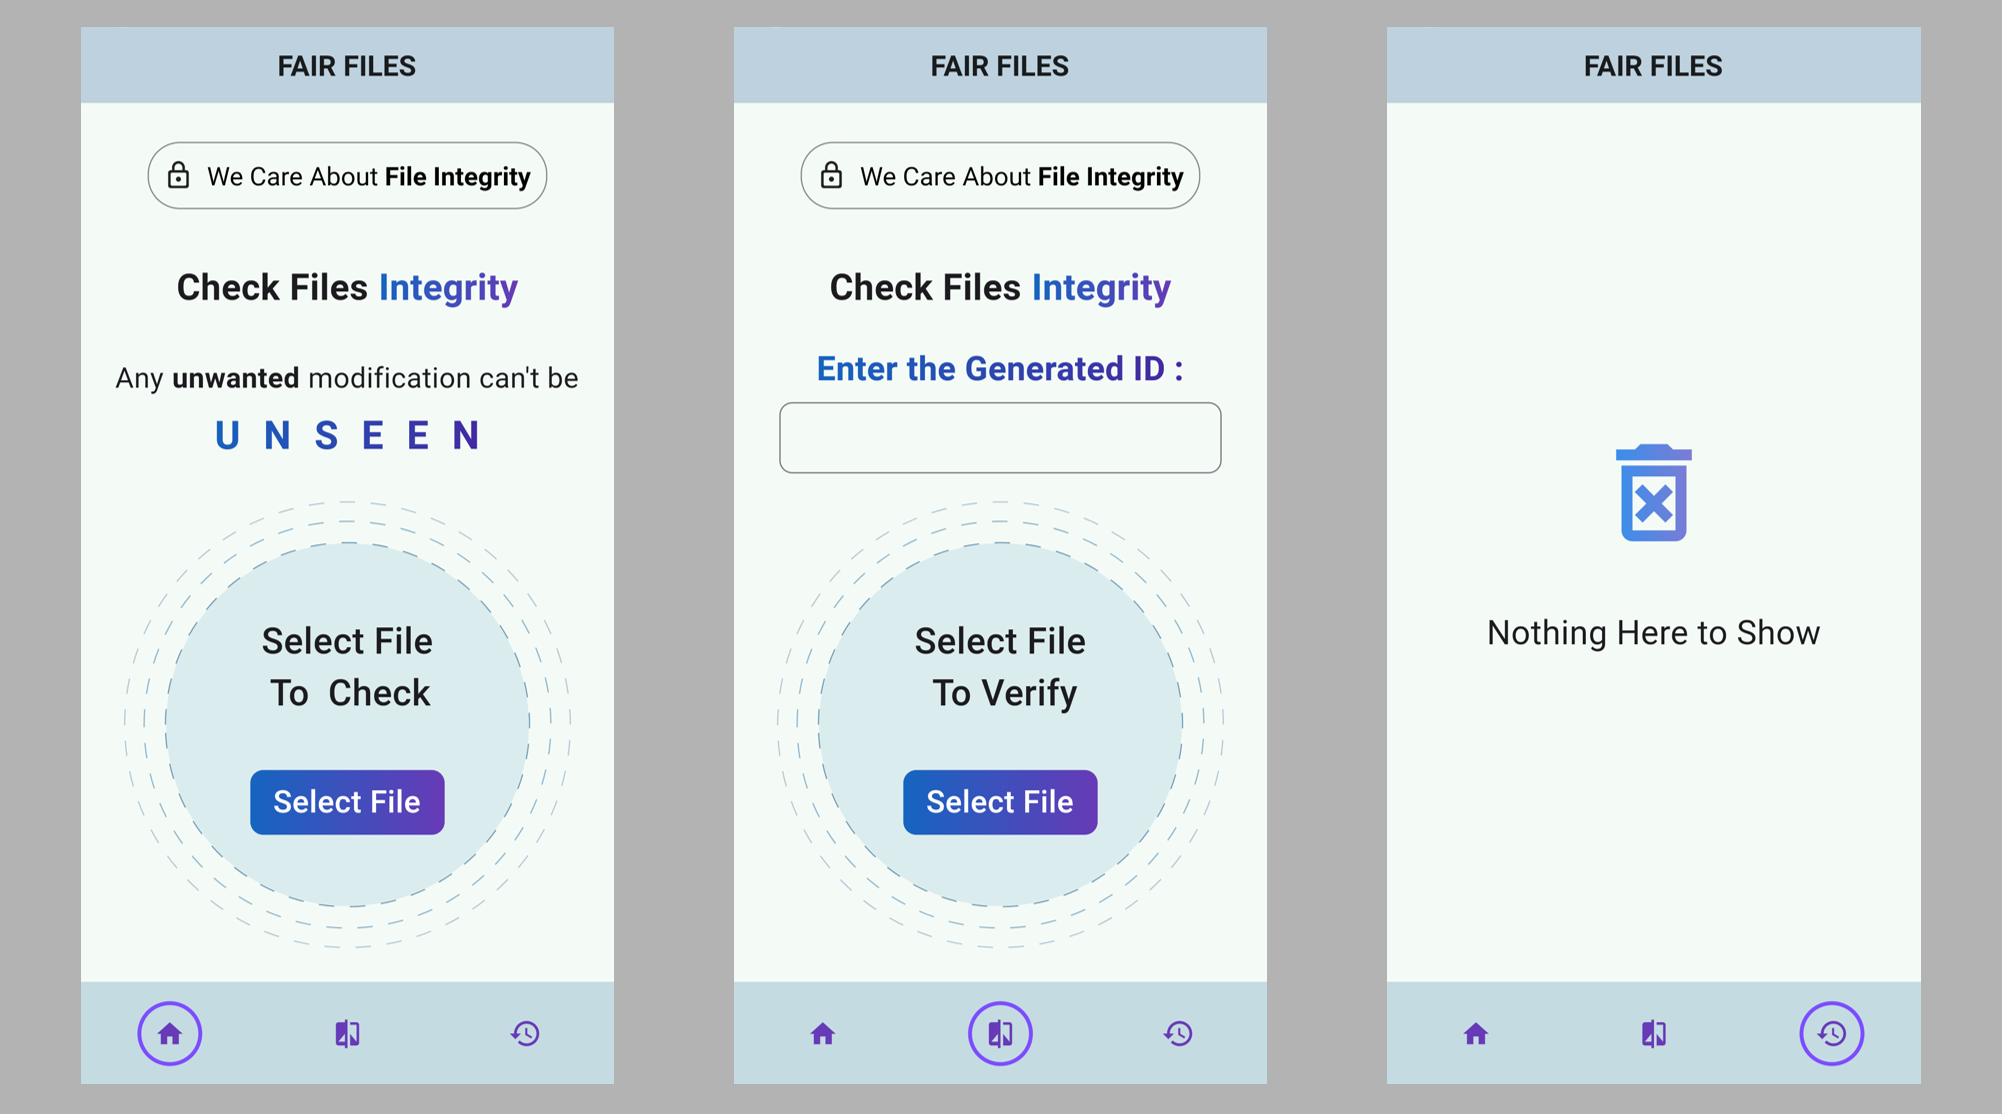 FAIR FILES
We Care About File Integrity
Check Files Integrity
Any unwanted modification can't be
UNSEEN
Select File
To Check
Select File
FAIR FILES
We Care About File Integrity
Check Files Integrity
Enter the Generated ID :
Select File
To Verify
Select File
FAIR FILES
Nothing Here to Show